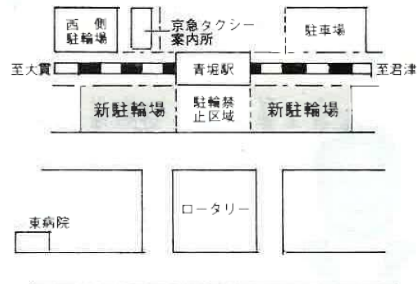 西側
駐輪場
京急タクシー
案内所
駐車場
至大貫
青堀駅
至君津
新駐輪場
駐輪禁
止区域
新駐輪場
ロータリー
東病院